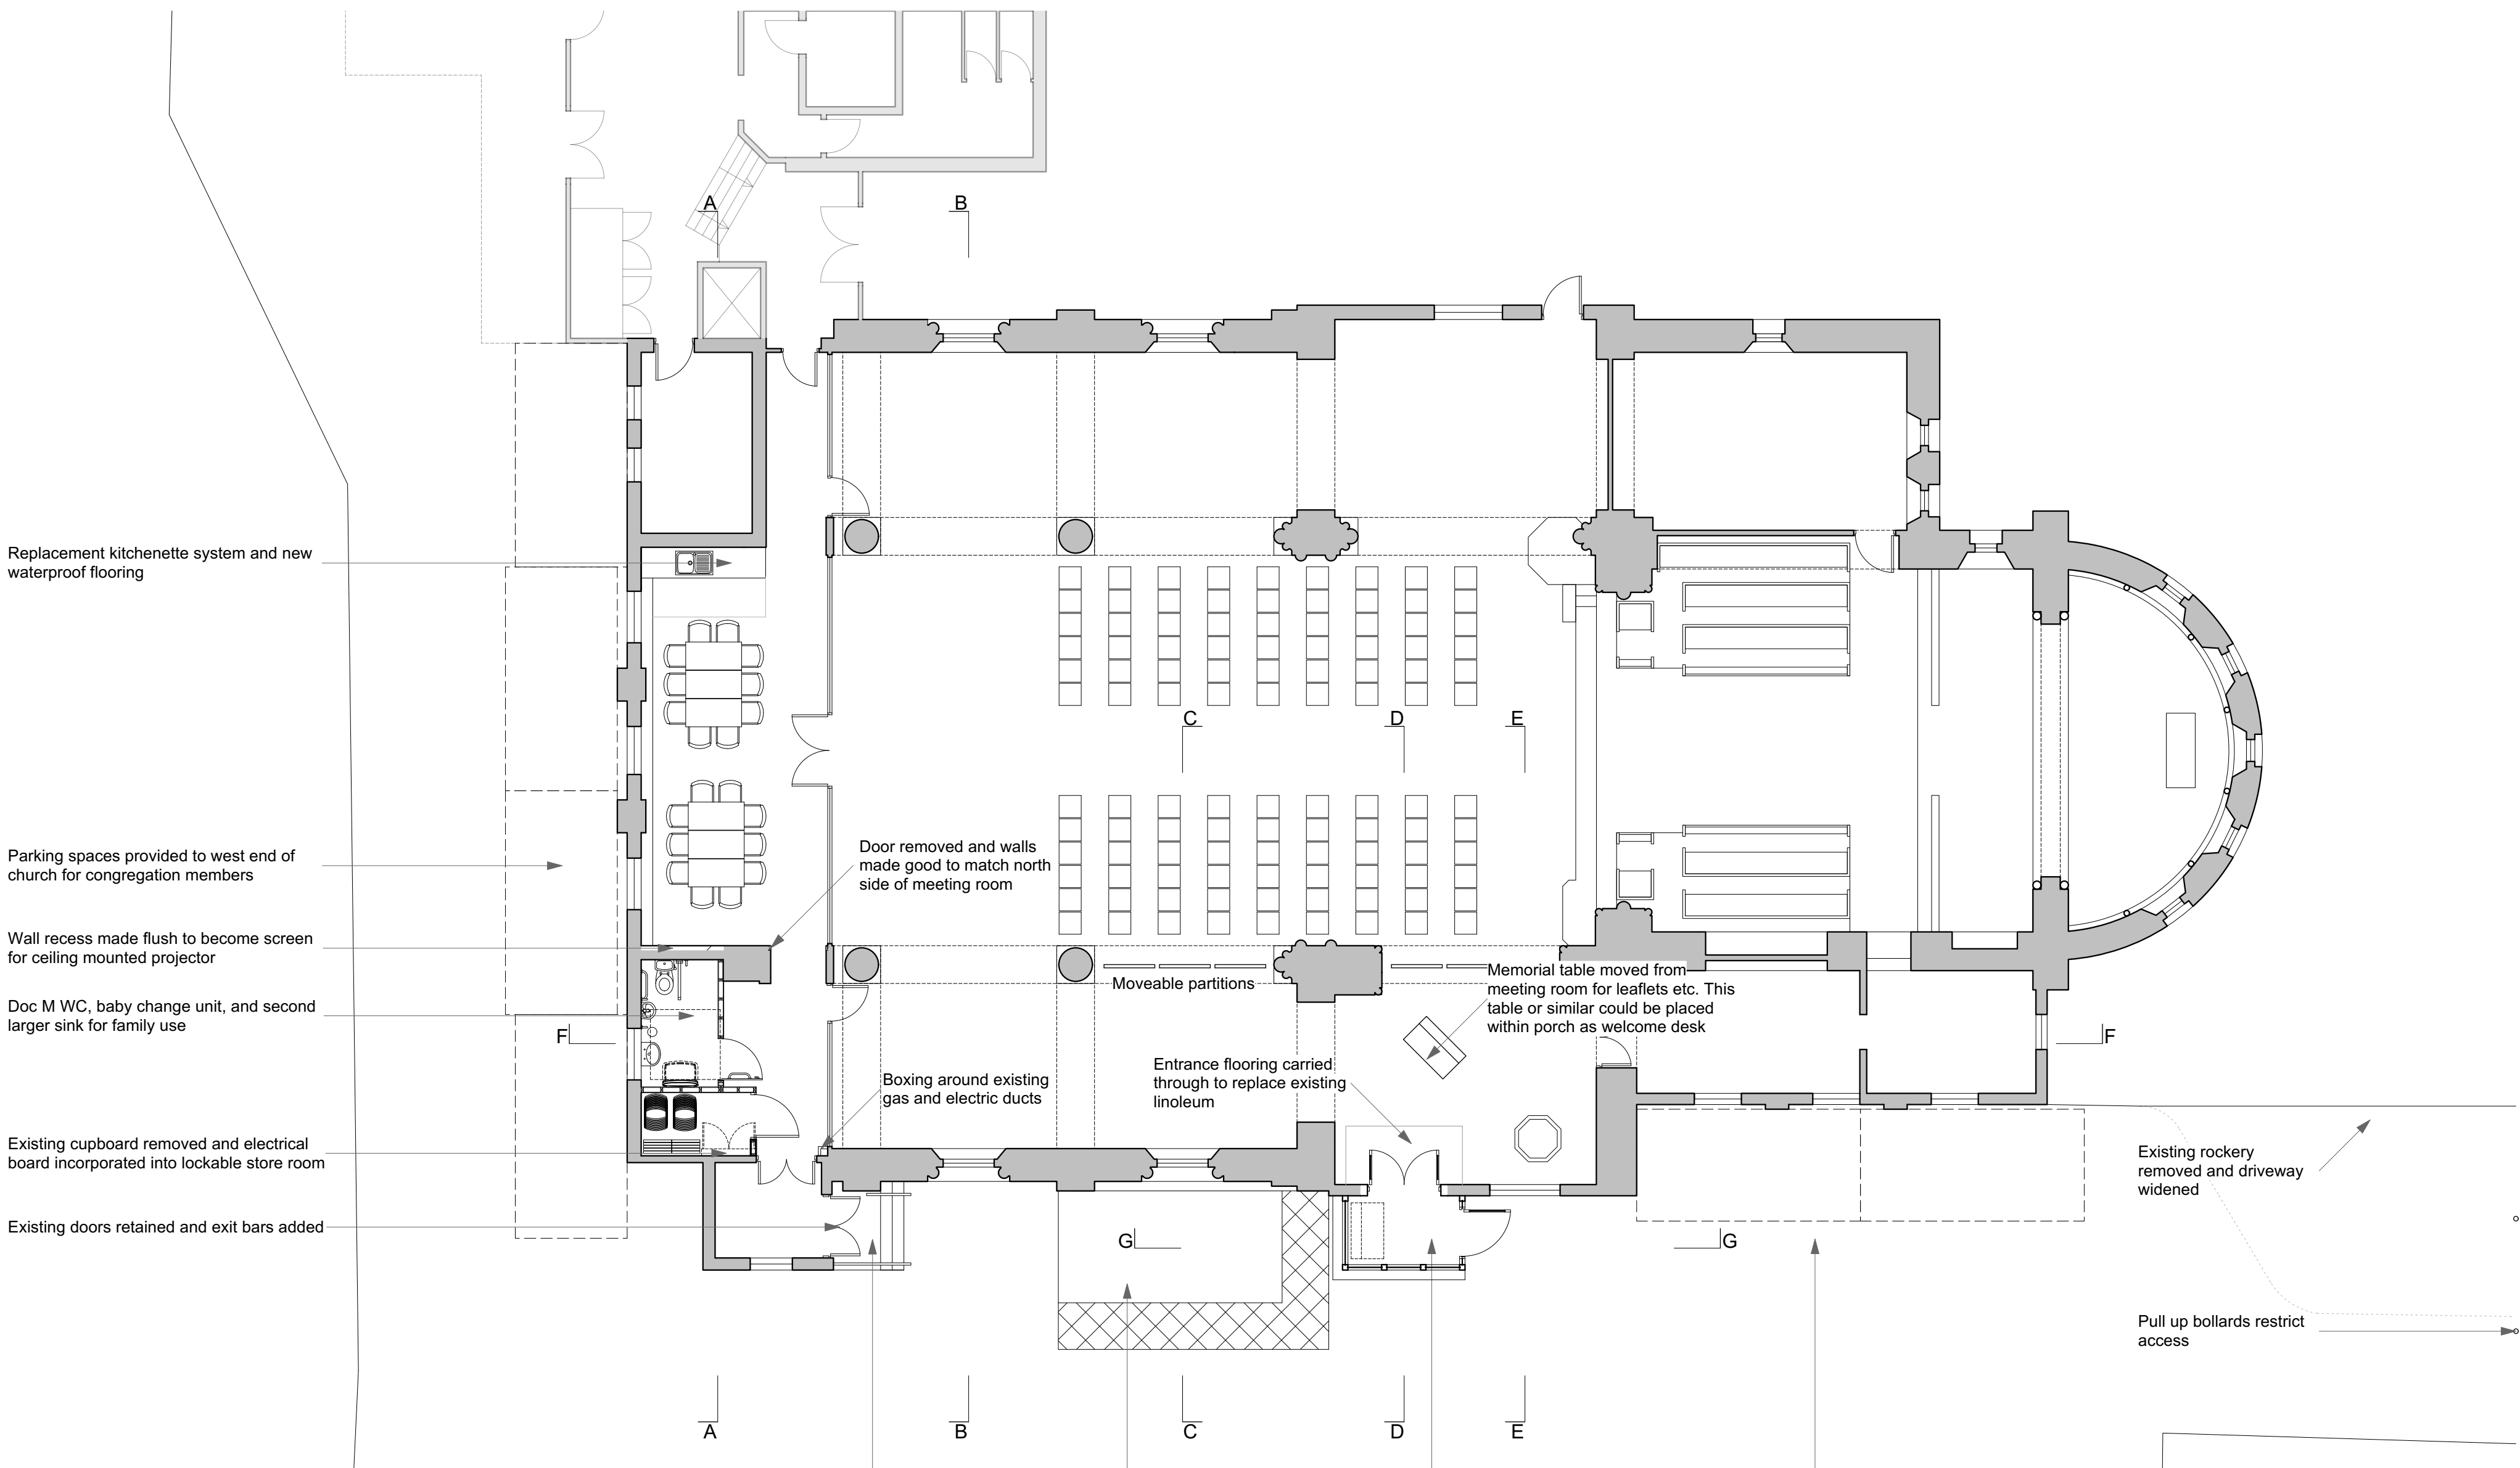 A
B
Replacement kitchenette system and new
waterproof flooring
C
D
E
Parking spaces provided to west end of
church for congregation members
Door removed and walls
made good to match north
side of meeting room
Wall recess made flush to become screen
for ceiling mounted projector
Moveable partitions
Memorial table moved from
meeting room for leaflets etc. This
table or similar could be placed
within porch as welcome desk
Doc M WC, baby change unit, and second
larger sink for family use
F
F
Entrance flooring carried
through to replace existing
linoleum
Boxing around existing
gas and electric ducts
Existing cupboard removed and electrical
board incorporated into lockable store room
Existing rockery
removed and driveway
widened
Existing doors retained and exit bars added
G
G
Pull up bollards restrict
access
A
B
C
D
E